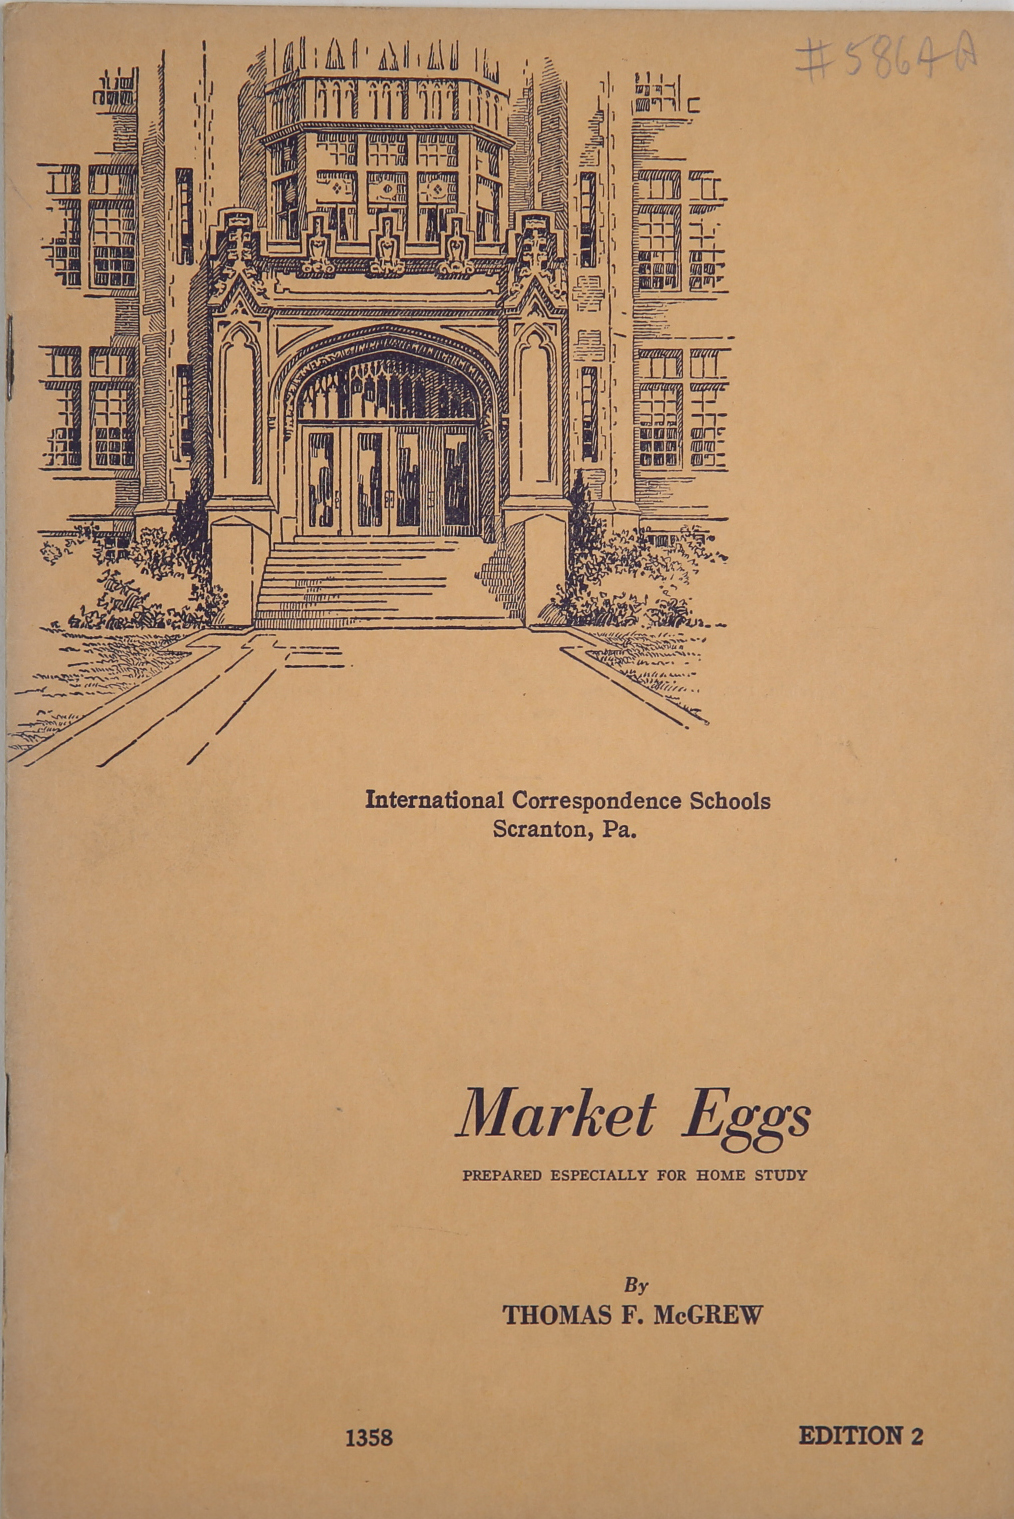 #5864A
International Correspondence Schools
Scranton, Pa.
Market Eggs
PREPARED ESPECIALLY FOR HOME STUDY
By
THOMAS F. McGREW
1358
EDITION 2